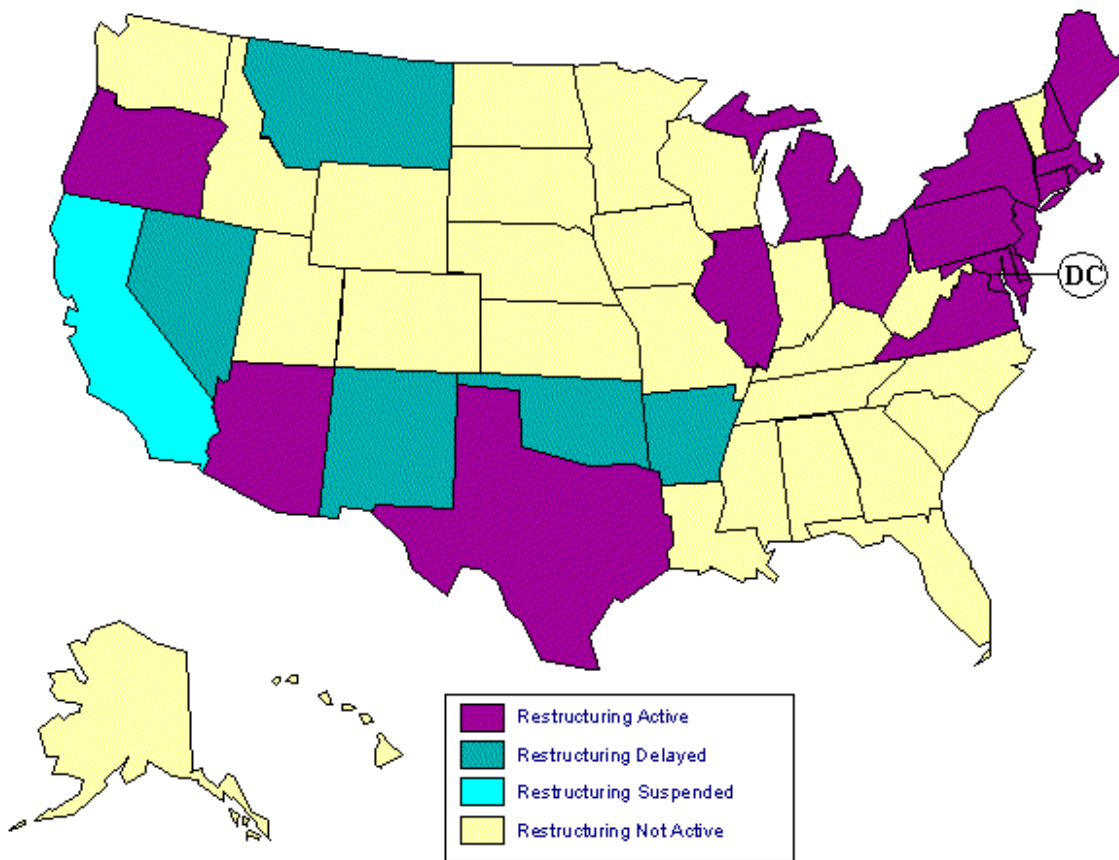 DC
Restructuring Active
Restructuring Delayed
Restructuring Suspended
Restructuring Not Active